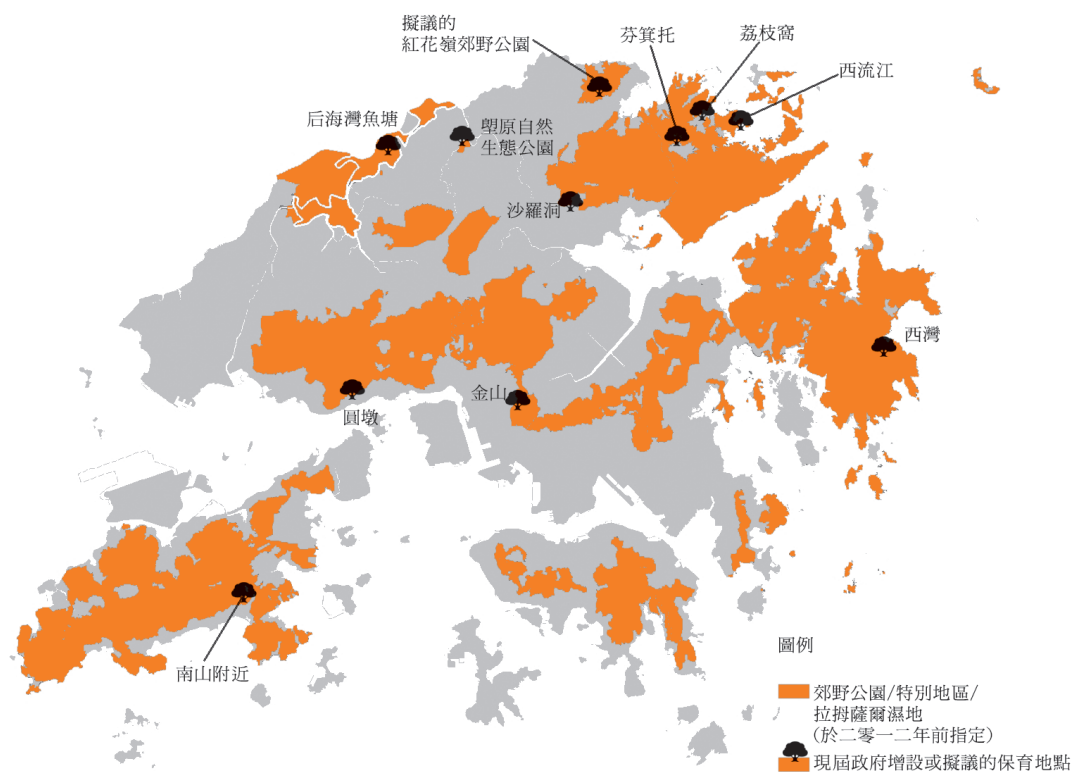 擬議的
紅花嶺郊野公園
芬箕托
荔枝窩
西流江
后海灣魚塘
塱原自然
生態公園
沙羅洞
西灣
金山
圓墩
南山附近
圖例
郊野公園/特別地區/
拉拇薩爾濕地
(於二零一二年前指定)
現屆政府增設或擬議的保育地點